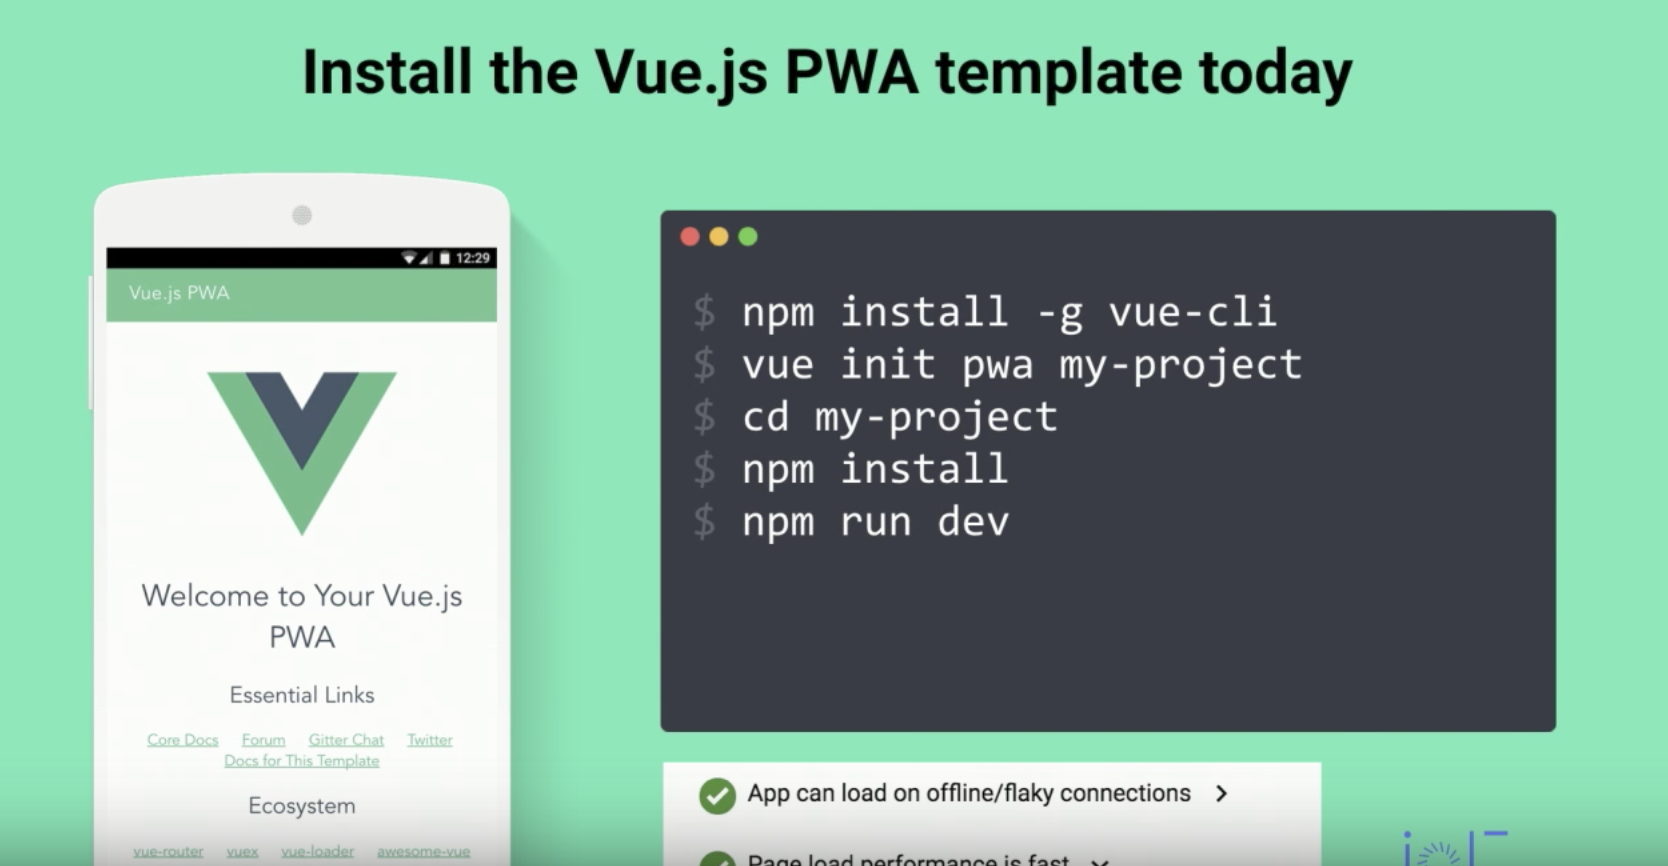 Install the Vue.js PWA template today
12:29
Vue.js PWA
Welcome to Your Vue.js
PWA
Essential Links
Core Docs Forum Gitter Chat Twitter
Docs for This Template
Ecosystem
vue-router vuex vue-loader awesome-vue
$ npm install -g vue-cli
$ vue init pwa my-project
$ cd my-project
$ npm install
$ npm run dev
App can load on offline/flaky connections
Page load performance is fast